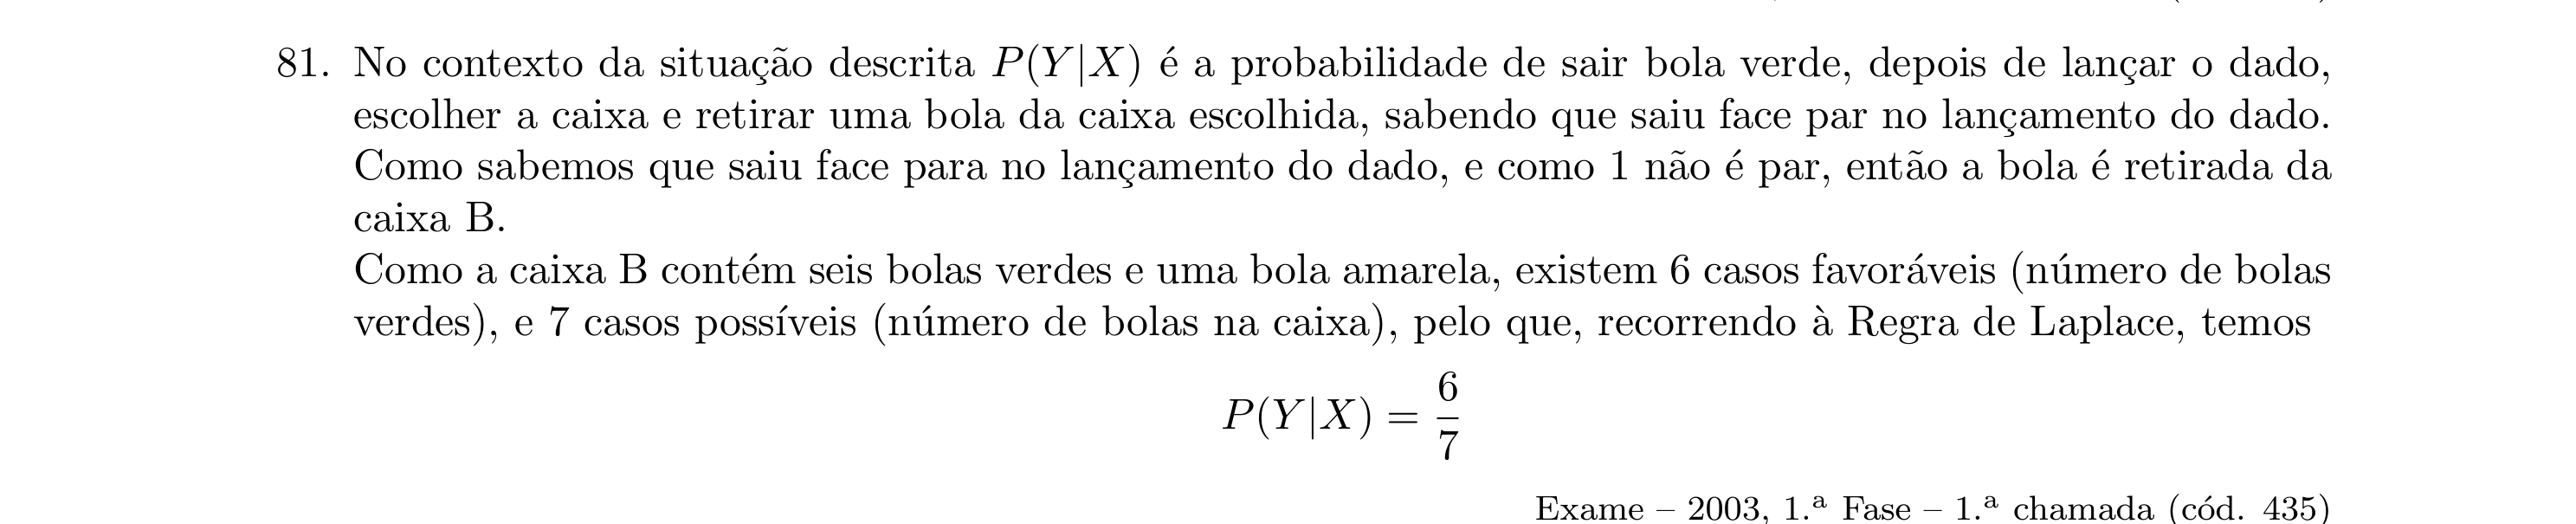 81. No contexto da situação descrita P(Y|X) é a probabilidade de sair bola verde, depois de lançar o dado,
escolher a caixa e retirar uma bola da caixa escolhida, sabendo que saiu face par no lançamento do dado.
Como sabemos que saiu face para no lançamento do dado, e como 1 não é par, então a bola é retirada da
caixa B.
Como a caixa B contém seis bolas verdes e uma bola amarela, existem 6 casos favoráveis (número de bolas
verdes), e 7 casos possíveis (número de bolas na caixa), pelo que, recorrendo à Regra de Laplace, temos
P(Y|X) = 6/7
Exame – 2003, 1.ª Fase – 1.ª chamada (cód. 435)